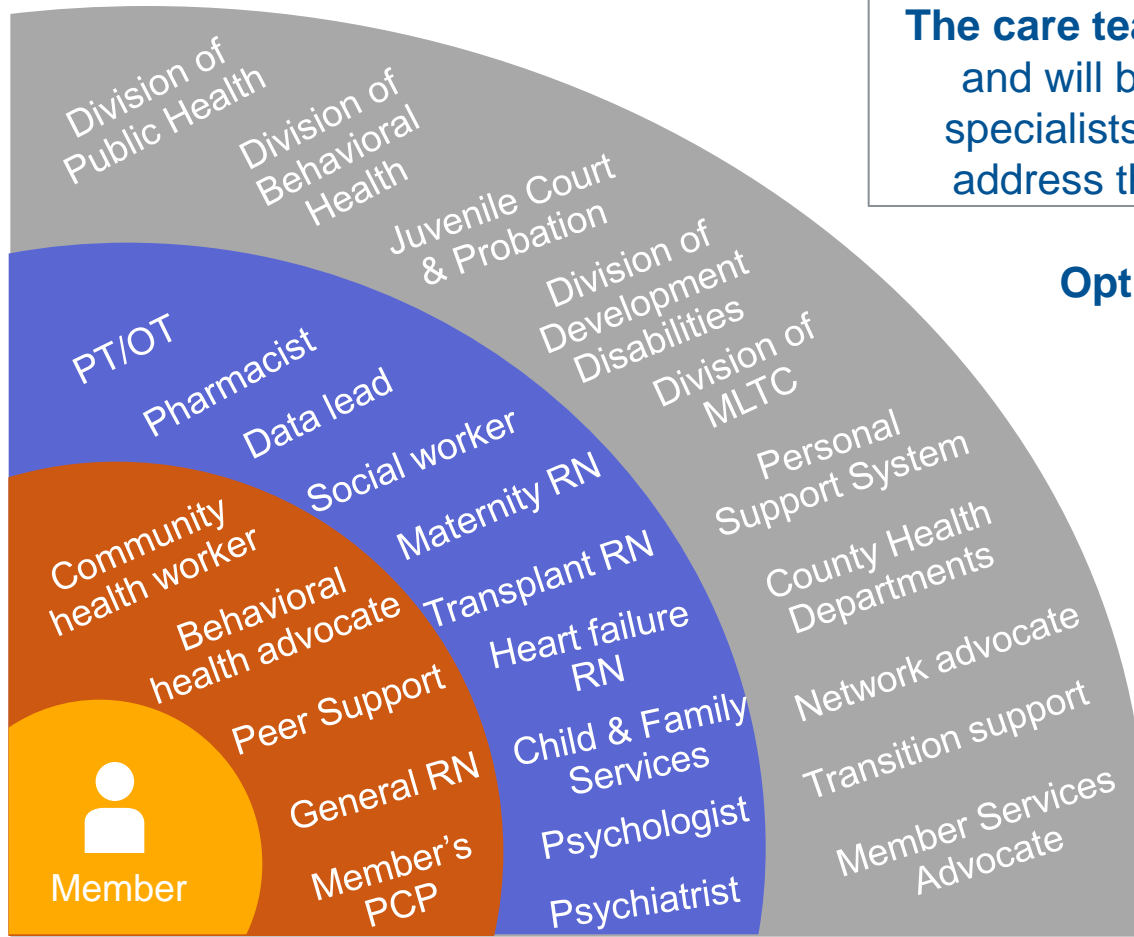 Division of
Public Health
Division of
Behavioral
Health
Juvenile Court
& Probation
Division of
Development
Disabilities
Division of
MLTC
Personal
Support System
County Health
Departments
Network advocate
Transition support
Member Services
Advocate
PT/OT
Pharmacist
Data lead
Social worker
Maternity RN
Transplant RN
Heart failure
RN
Child & Family
Services
Psychologist
Psychiatrist
Community
health worker
Behavioral
health advocate
Peer Support
General RN
Member’s
PCP
Member
The care
and will
specialists
address